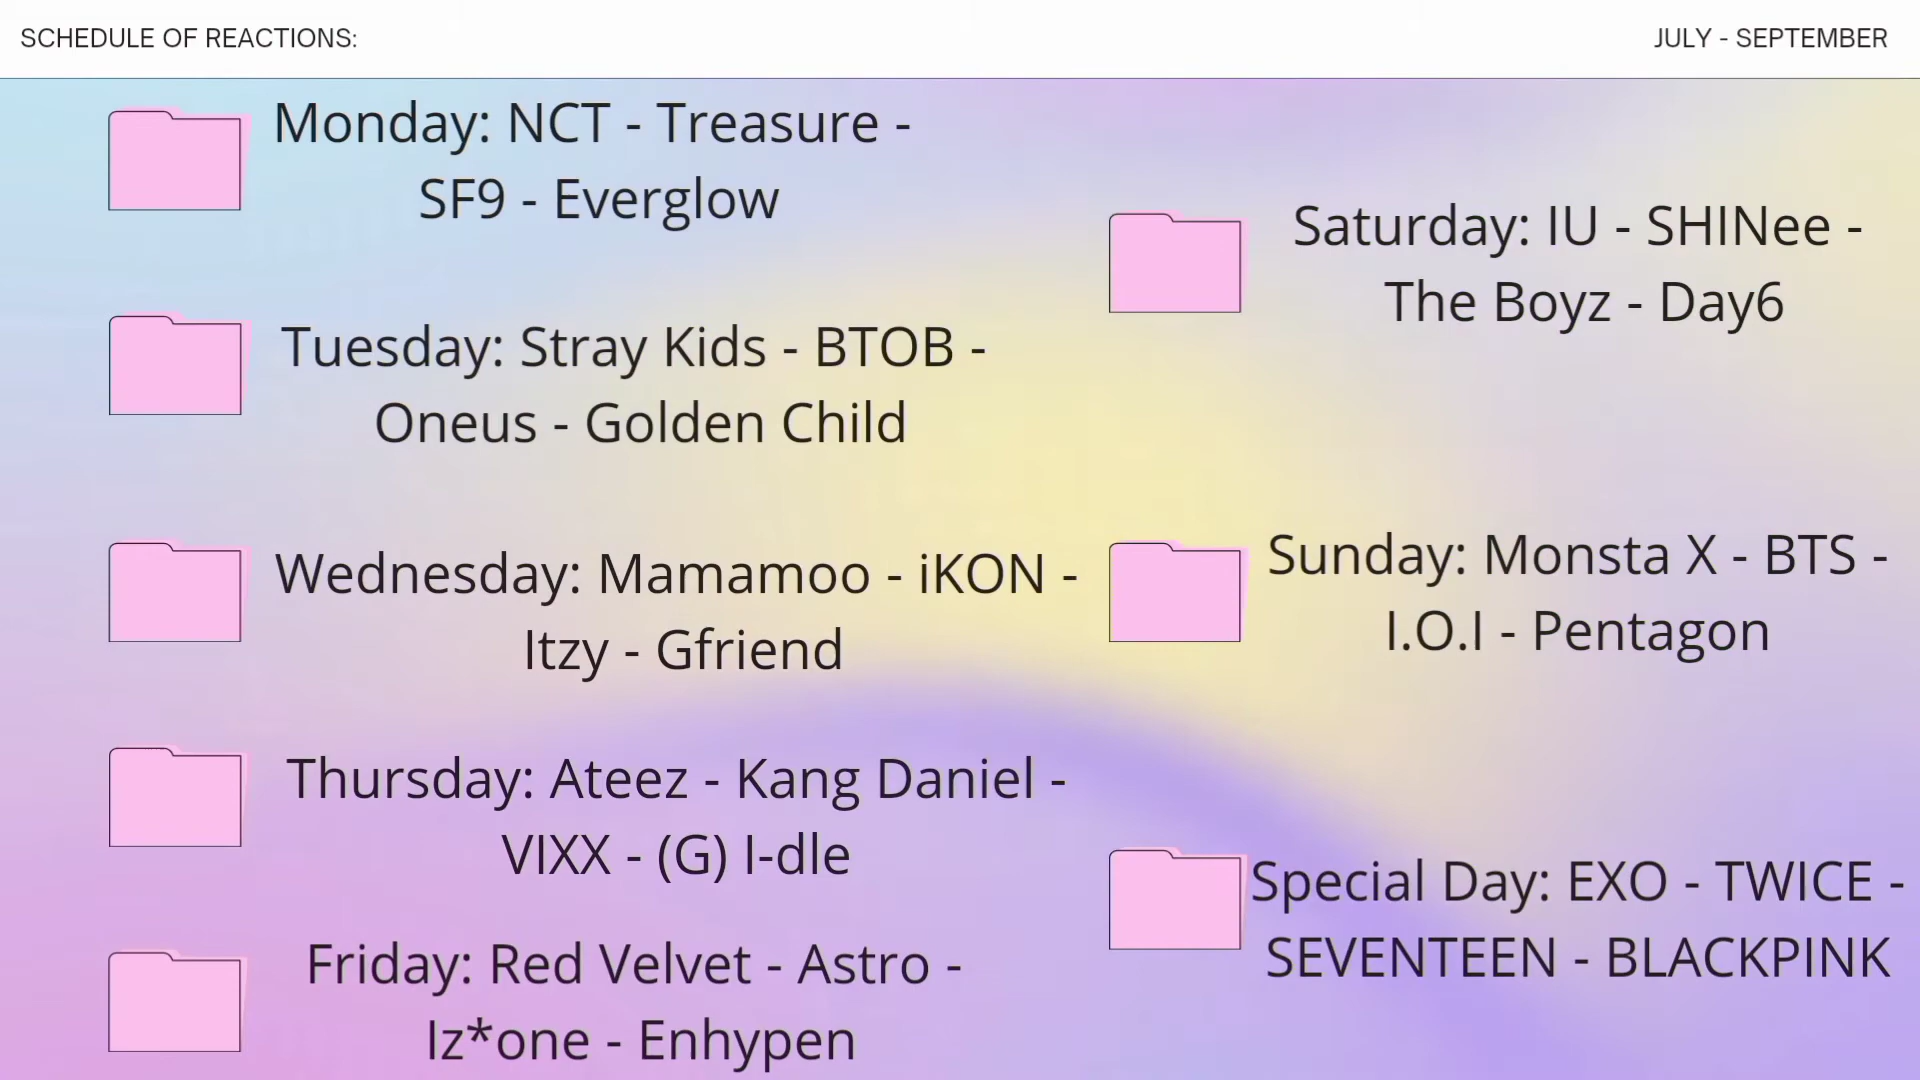 SCHEDULE OF REACTIONS:
JULY - SEPTEMBER
Monday: NCT - Treasure -
SF9 - Everglow
Tuesday: Stray Kids - BTOB -
Oneus - Golden Child
Wednesday: Mamamoo - iKON -
Itzy - Gfriend
Thursday: Ateez - Kang Daniel -
VIXX - (G) I-dle
Friday: Red Velvet - Astro -
Iz*one - Enhypen
Saturday: IU - SHINee -
The Boyz - Day6
Sunday: Monsta X - BTS -
I.O.I - Pentagon
Special Day: EXO - TWICE -
SEVENTEEN - BLACKPINK